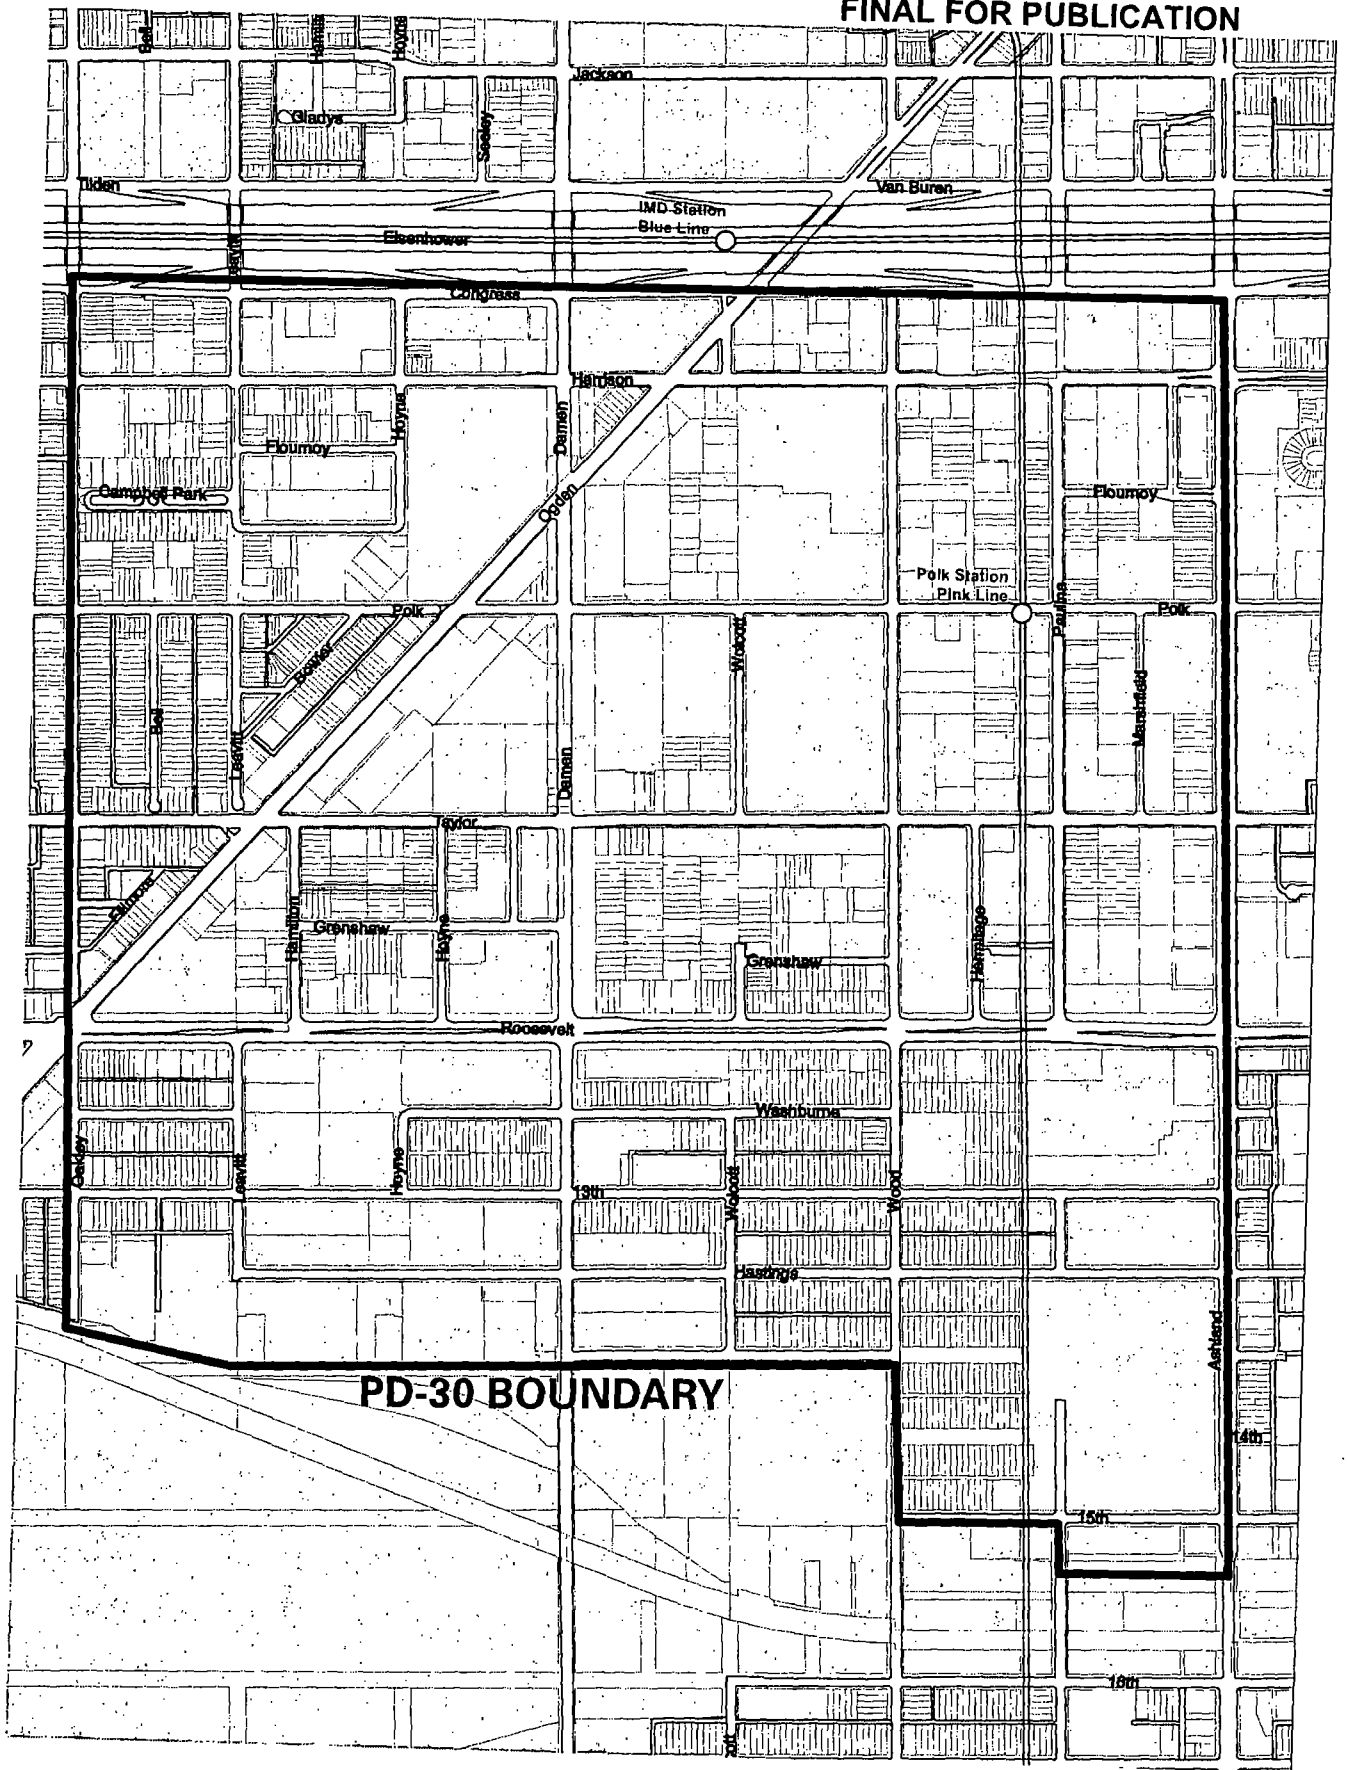 FINAL FOR PUBLICATION
Bell
Hoyne
Jackson
Gladys
Seeley
Tilden
Van Buren
IMD Station
Blue Line
Eisenhower
Leavitt
Congress
Harrison
Hoyne
Damen
Flournoy
Campbell Park
Ogden
Flournoy
Polk Station
Pink Line
Paulina
Polk
Polk
Wolcott
Bowler
Marshfield
Bell
Leavitt
Damen
Taylor
Fillmore
Hamilton
Grenshaw
Hoyne
Hermitage
Grenshaw
Roosevelt
Washburne
Oakley
Leavitt
Hoyne
13th
Wolcott
Wood
Hastings
Ashland
PD-30 BOUNDARY
14th
15th
16th